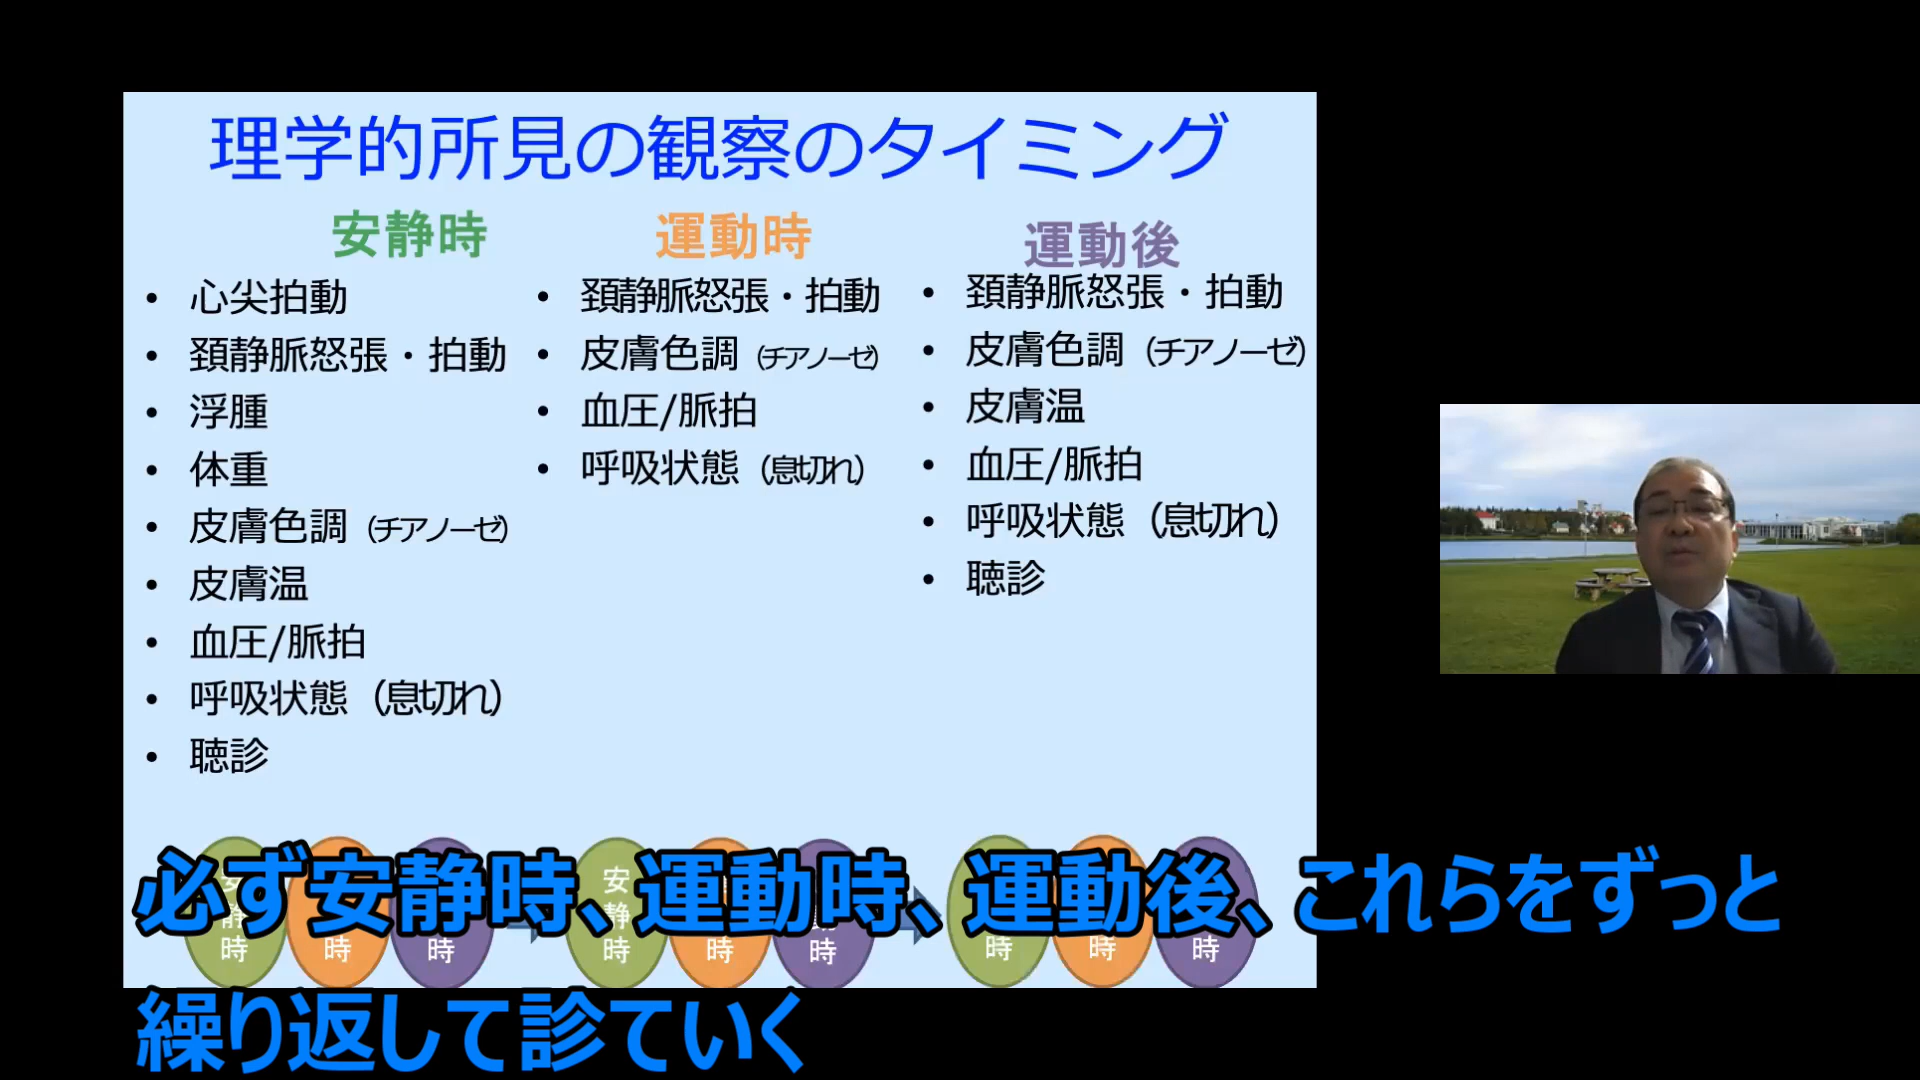 理学的所見の観察のタイミング
安静時
• 心尖拍動
• 頚静脈怒張・拍動
• 浮腫
• 体重
• 皮膚色調（チアノーゼ）
• 皮膚温
• 血圧/脈拍
• 呼吸状態（息切れ）
• 聴診
運動時
• 頚静脈怒張・拍動
• 皮膚色調（チアノーゼ）
• 血圧/脈拍
• 呼吸状態（息切れ）
運動後
• 頚静脈怒張・拍動
• 皮膚色調（チアノーゼ）
• 皮膚温
• 血圧/脈拍
• 呼吸状態（息切れ）
• 聴診
安静時
時
時
安静時
時
時
時
時
時
必ず安静時、運動時、運動後、これらをずっと
繰り返して診ていく